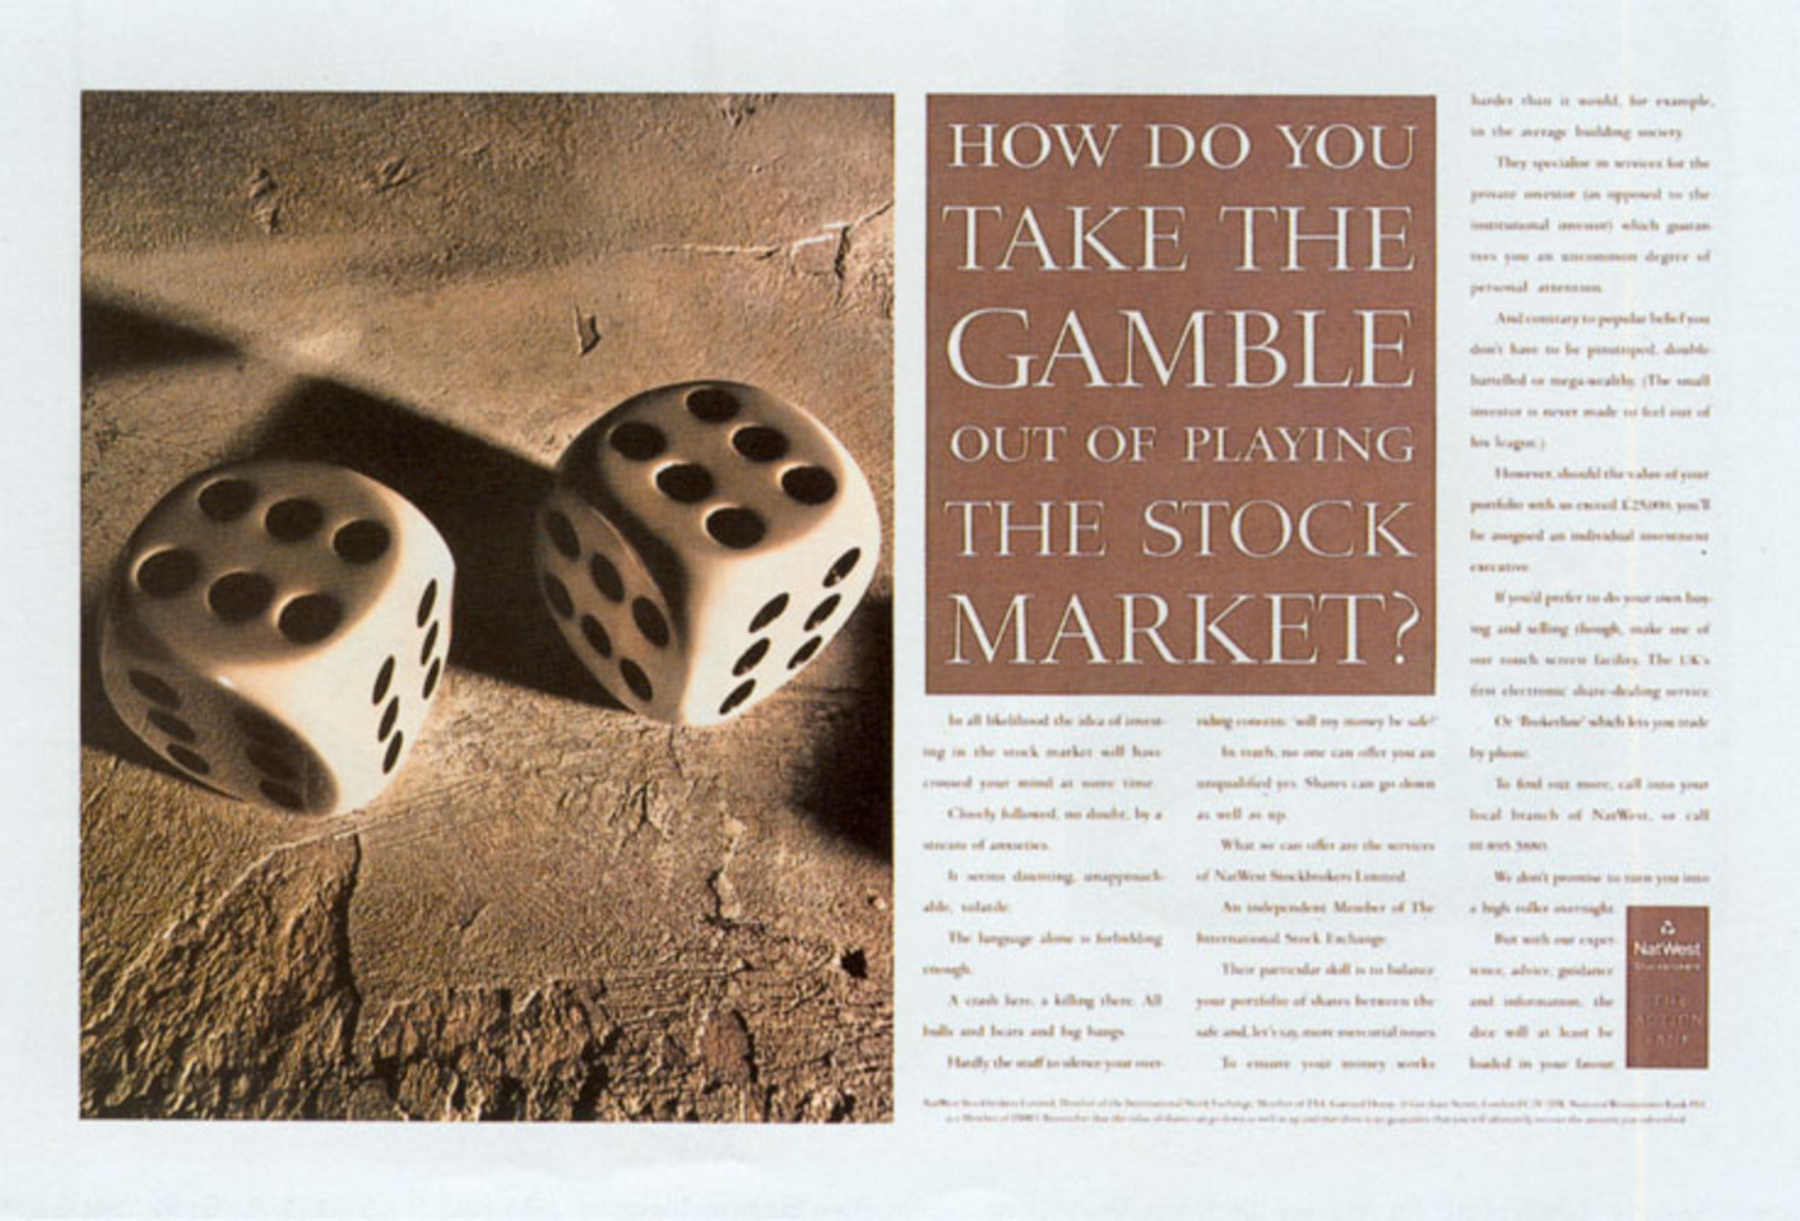 HOW DO YOU
TAKE THE
GAMBLE
OUT OF PLAYING
THE STOCK
MARKET?
In all likelihood the idea of invest-
ing in the stock market will have
crossed your mind at some time.
Closely followed, no doubt, by a
stream of anxieties.
It seems daunting, unapproach-
able, volatile.
The language alone is forbidding
enough.
A crash here, a killing there. All
bulls and bears and big bangs.
Hardly the stuff to silence your over-
riding concern: 'will my money be safe?'
In truth, no one can offer you an
unqualified yes. Shares can go down
as well as up.
What we can offer are the services
of NatWest Stockbrokers Limited.
An independent Member of The
International Stock Exchange.
Their particular skill is to balance
your portfolio of shares between the
safe and, let's say, more mercurial issues.
To ensure your money works
harder than it would, for example,
in the average building society.
They specialise in services for the
private investor (as opposed to the
institutional investor) which guaran-
tees you an uncommon degree of
personal attention.
And contrary to popular belief you
don't have to be pinstriped, double-
barrelled or mega-wealthy. (The small
investor is never made to feel out of
his league.)
However, should the value of your
portfolio with us exceed £25,000, you'll
be assigned an individual investment
executive.
If you'd prefer to do your own buy-
ing and selling though, make use of
our touch screen facility. The UK's
first electronic share-dealing service.
Or 'Brokerline' which lets you trade
by phone.
To find out more, call into your
local branch of NatWest, or call
We don't promise to turn you into
a high roller overnight.
But with our exper-
ience, advice, guidance
and information, the
dice will at least be
loaded in your favour.
NatWest
Stockbrokers
THE
ACTION
BANK